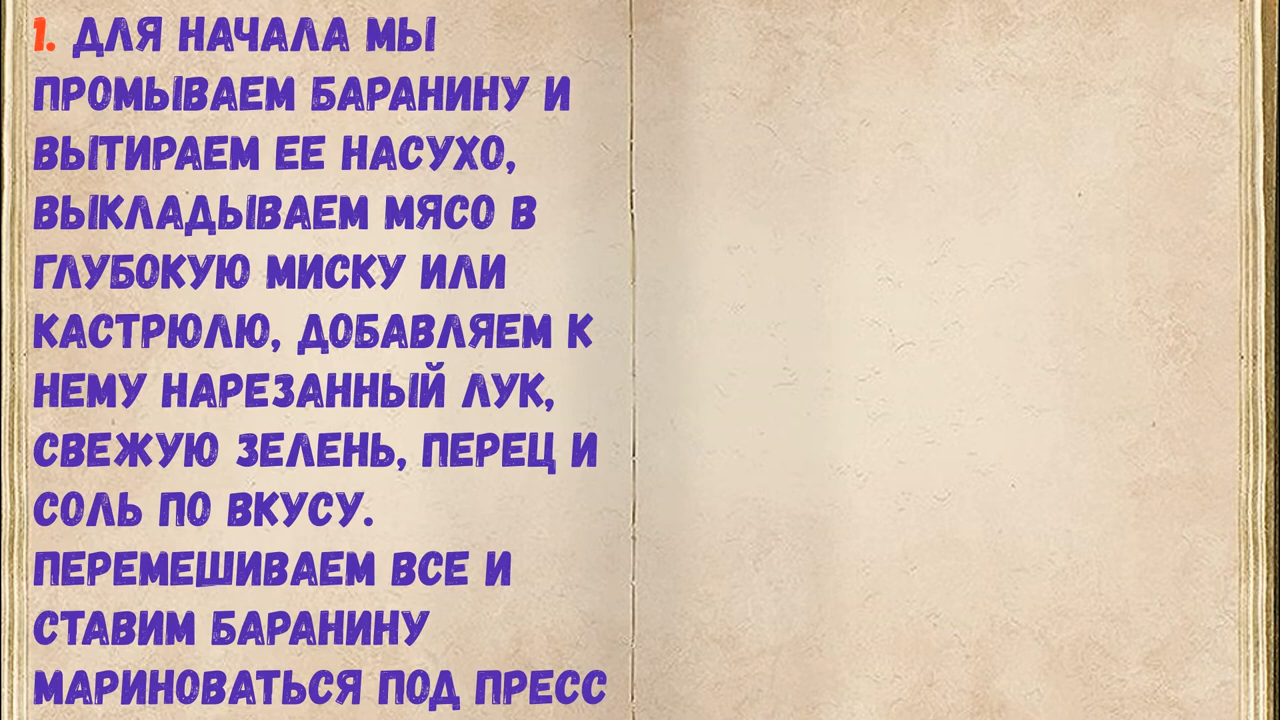 1. ДЛЯ НАЧАЛА МЫ
ПРОМЫВАЕМ БАРАНИНУ И
ВЫТИРАЕМ ЕЕ НАСУХО,
ВЫКЛАДЫВАЕМ МЯСО В
ГЛУБОКУЮ МИСКУ ИЛИ
КАСТРЮЛЮ, ДОБАВЛЯЕМ К
НЕМУ НАРЕЗАННЫЙ ЛУК,
СВЕЖУЮ ЗЕЛЕНЬ, ПЕРЕЦ И
СОЛЬ ПО ВКУСУ.
ПЕРЕМЕШИВАЕМ ВСЕ И
СТАВИМ БАРАНИНУ
МАРИНОВАТЬСЯ ПОД ПРЕСС